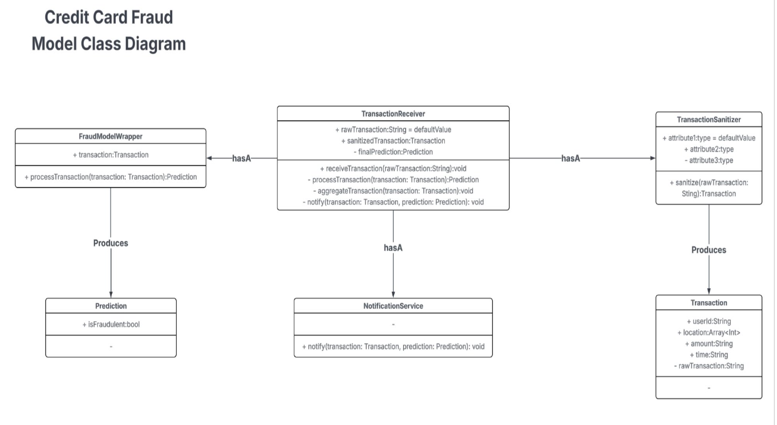 Credit Card Fraud
Model Class Diagram
FraudModelWrapper
+ transaction:Transaction
+ processTransaction(transaction: Transaction):Prediction
hasA
TransactionReceiver
+ rawTransaction:String = defaultValue
+ sanitizedTransaction:Transaction
- finalPrediction:Prediction
+ receiveTransaction(rawTransaction:String):void
- processTransaction(transaction: Transaction):Prediction
- aggregateTransaction(transaction: Transaction):void
- notify(transaction: Transaction, prediction: Prediction): void
hasA
TransactionSanitizer
+ attribute1:type = defaultValue
+ attribute2:type
- attribute3:type
+ sanitize(rawTransaction:
Sting):Transaction
Produces
hasA
Produces
Prediction
+ isFraudulent:bool
-
NotificationService
-
+ notify(transaction: Transaction, prediction: Prediction): void
Transaction
+ userId:String
+ location:Array<Int>
+ amount:String
+ time:String
- rawTransaction:String
-